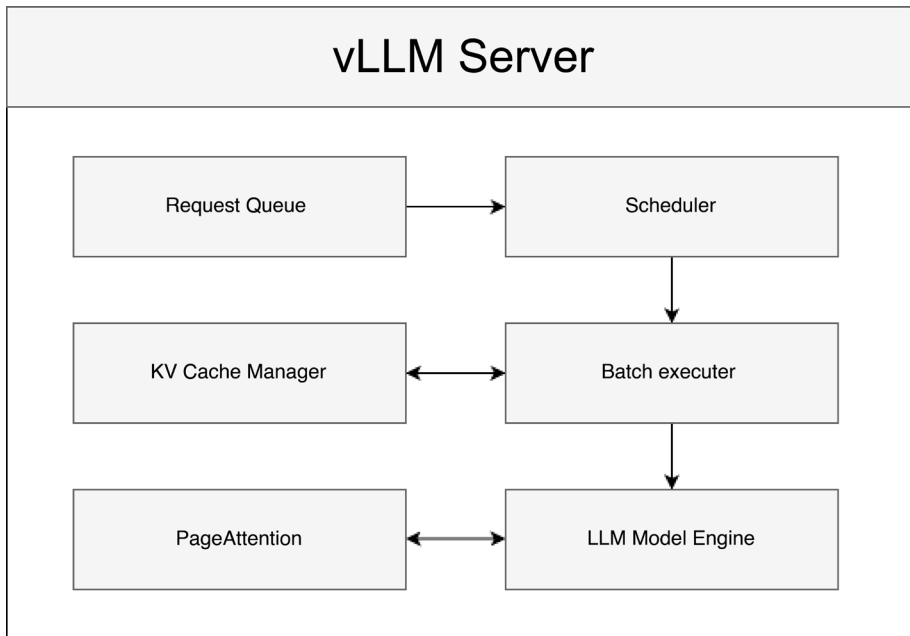 vLLM Server
Request Queue
Scheduler
KV Cache Manager
Batch executer
PageAttention
LLM Model Engine